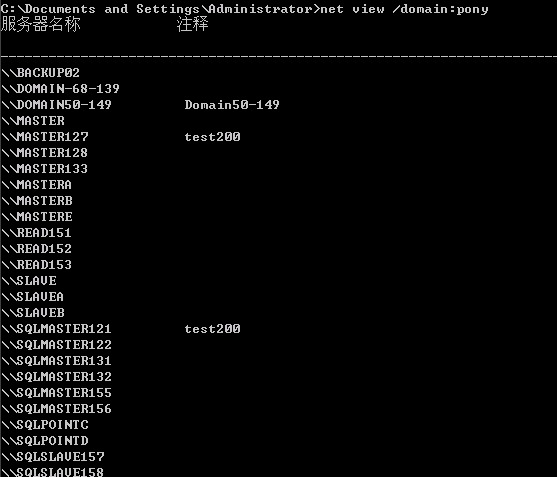 C:\Documents and Settings\Administrator>net view /domain:pony
服务器名称            注释
-------------------------------------------------------------------------------
\\BACKUP02
\\DOMAIN-68-139
\\DOMAIN50-149         Domain50-149
\\MASTER
\\MASTER127            test200
\\MASTER128
\\MASTER133
\\MASTERA
\\MASTERB
\\MASTERE
\\READ151
\\READ152
\\READ153
\\SLAVE
\\SLAVEA
\\SLAVEB
\\SQLMASTER121         test200
\\SQLMASTER122
\\SQLMASTER131
\\SQLMASTER132
\\SQLMASTER155
\\SQLMASTER156
\\SQLPOINTC
\\SQLPOINTD
\\SQLSLAVE157
\\SQLSLAVE158